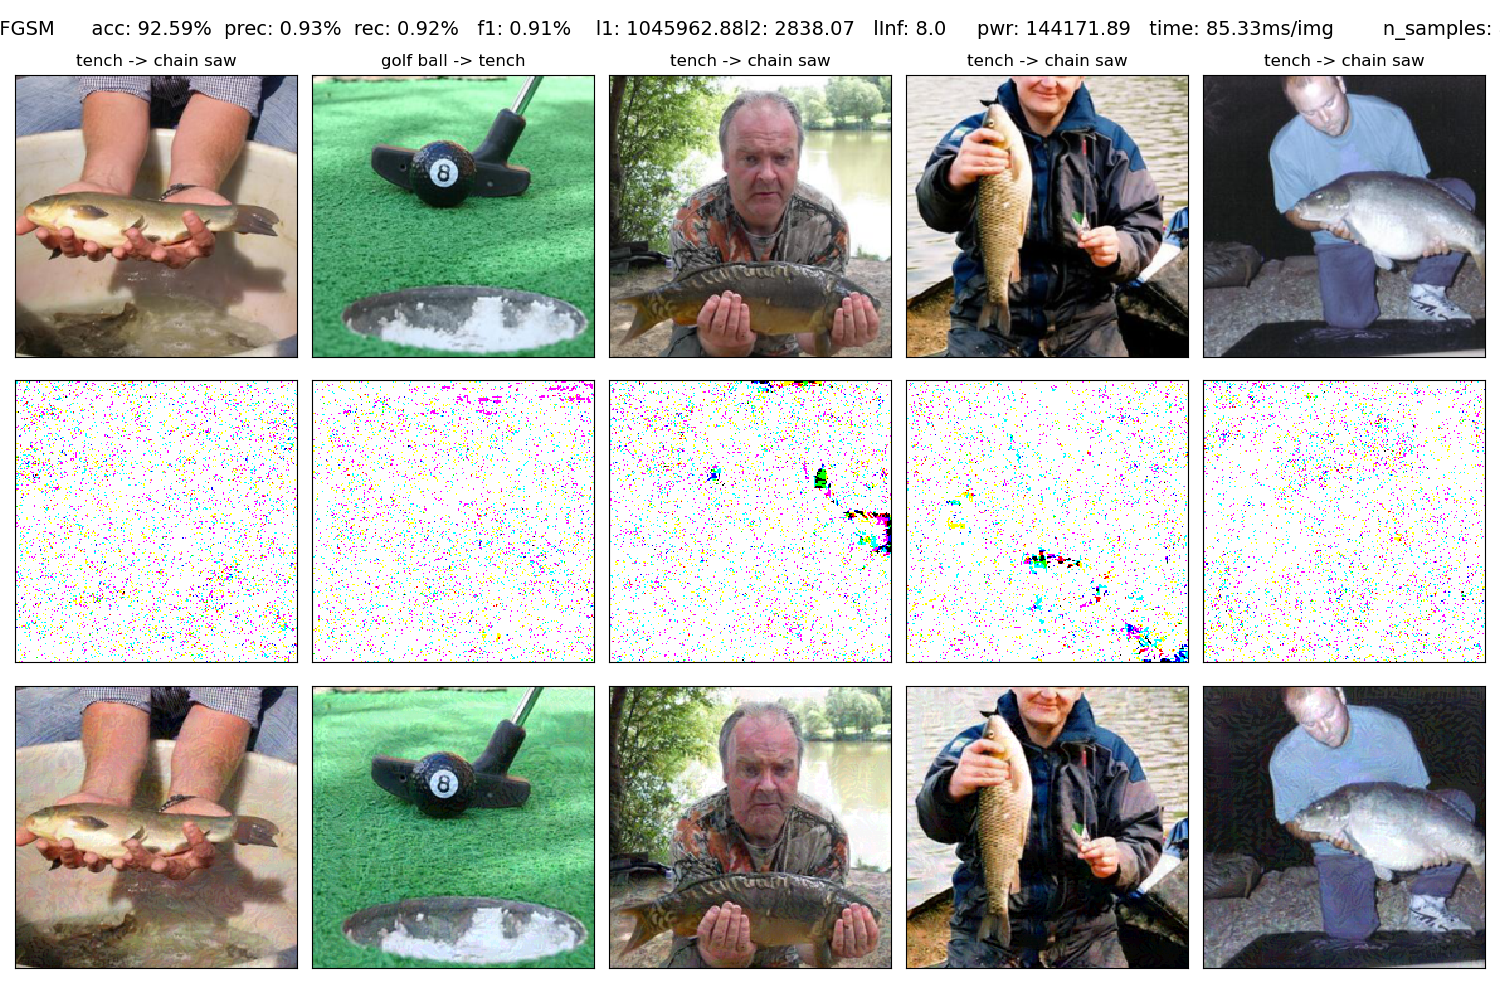 FGSM acc: 92.59% prec: 0.93% rec: 0.92% f1: 0.91% l1: 1045962.88l2: 2838.07 lInf: 8.0 pwr: 144171.89 time: 85.33ms/img n_samples:
tench -> chain saw
golf ball -> tench
tench -> chain saw
tench -> chain saw
tench -> chain saw
8
8